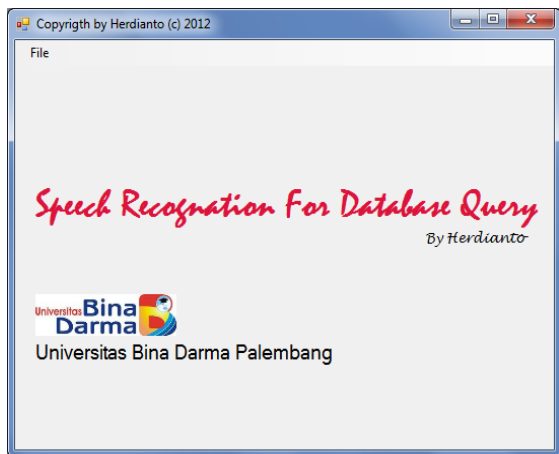 Copyrigth by Herdianto (c) 2012
File
Speech Recognation For Database Query
By Herdianto
Universitas Bina
Darma
Universitas Bina Darma Palembang